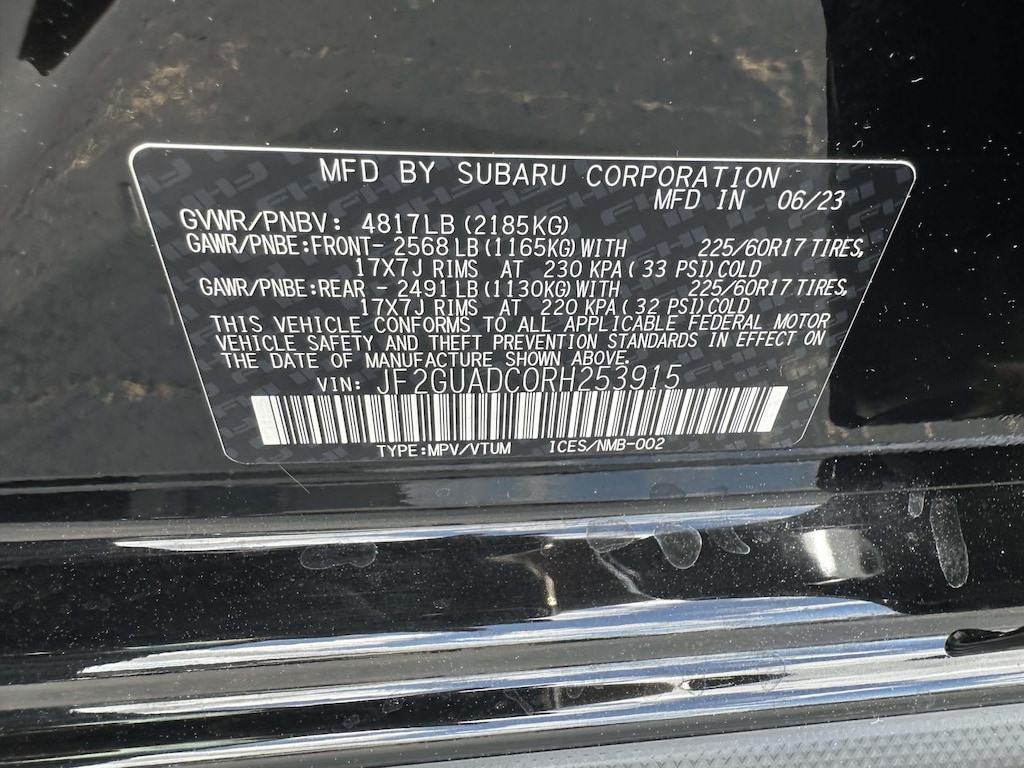 MFD BY SUBARU CORPORATION
MFD IN 06/23
GVWR/PNBV: 4817LB (2185KG)
GAWR/PNBE:FRONT- 2568 LB (1165KG) WITH 225/60R17 TIRES,
17X7J RIMS AT 230 KPA ( 33 PSI) COLD
GAWR/PNBE:REAR - 2491 LB (1130KG) WITH 225/60R17 TIRES,
17X7J RIMS AT 220 KPA ( 32 PSI) COLD
THIS VEHICLE CONFORMS TO ALL APPLICABLE FEDERAL MOTOR
VEHICLE SAFETY AND THEFT PREVENTION STANDARDS IN EFFECT ON
THE DATE OF MANUFACTURE SHOWN ABOVE.
VIN: JF2GUADC0RH253915
TYPE:MPV/VTUM ICES/NMB-002